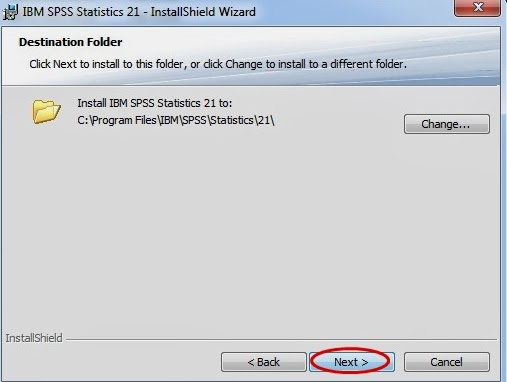 IBM SPSS Statistics 21 - InstallShield Wizard
Destination Folder
Click Next to install to this folder, or click Change to install to a different folder.
Install IBM SPSS Statistics 21 to:
C:\Program Files\IBM\SPSS\Statistics\21\
Change...
InstallShield
< Back
Next >
Cancel